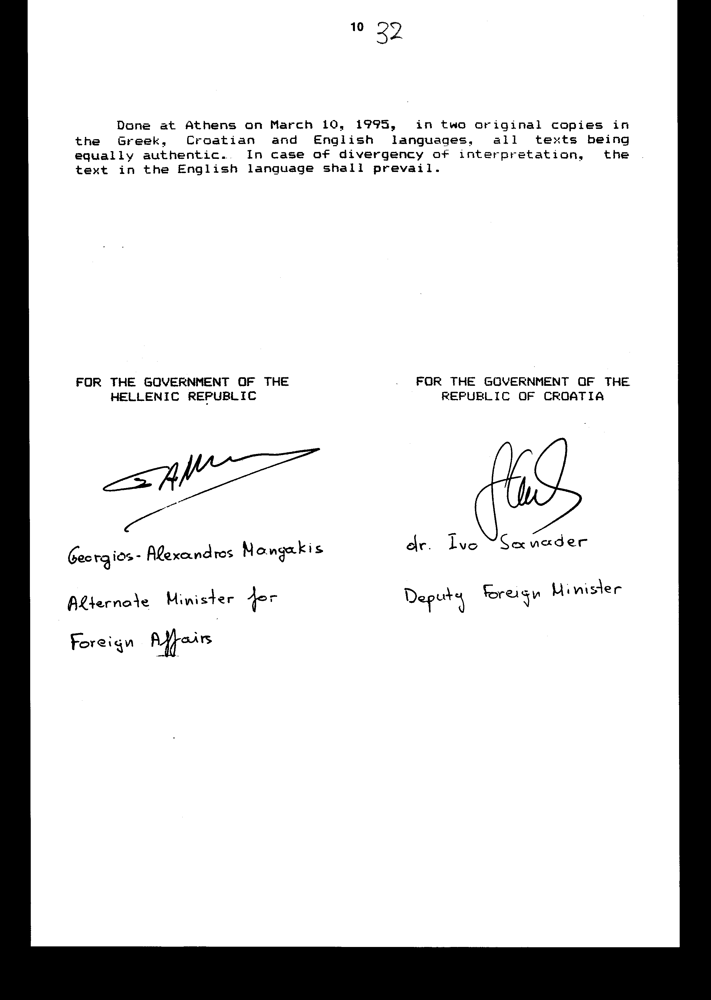 10 32
Done at Athens on March 10, 1995, in two original copies in
the Greek, Croatian and English languages, all texts being
equally authentic. In case of divergency of interpretation, the
text in the English language shall prevail.
FOR THE GOVERNMENT OF THE
HELLENIC REPUBLIC
FOR THE GOVERNMENT OF THE
REPUBLIC OF CROATIA
Georgios-Alexandros Mangakis
Alternate Minister for
Foreign Affairs
dr. Ivo Sanader
Deputy Foreign Minister